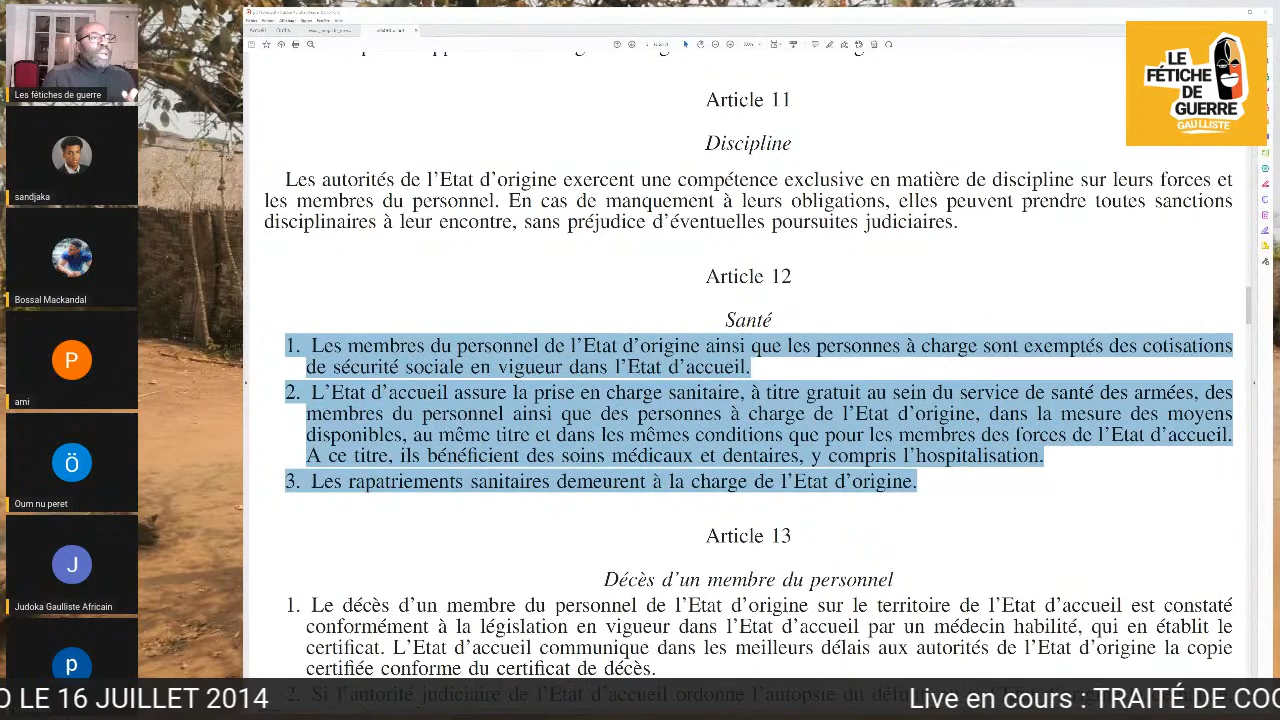 Les fétiches de guerre
sandjaka
Bossal Mackandal
P
ami
Ö
Oum nu peret
J
Judoka Gaulliste Africain
p
LE
FÉTICHE
DE
GUERRE
GAULLISTE
Article 11
Discipline
Les autorités de l'Etat d'origine exercent une compétence exclusive en matière de discipline sur leurs forces et
les membres du personnel. En cas de manquement à leurs obligations, elles peuvent prendre toutes sanctions
disciplinaires à leur encontre, sans préjudice d'éventuelles poursuites judiciaires.
Article 12
Santé
1. Les membres du personnel de l'Etat d'origine ainsi que les personnes à charge sont exemptés des cotisations
de sécurité sociale en vigueur dans l'Etat d'accueil.
2. L'Etat d'accueil assure la prise en charge sanitaire, à titre gratuit au sein du service de santé des armées, des
membres du personnel ainsi que des personnes à charge de l'Etat d'origine, dans la mesure des moyens
disponibles, au même titre et dans les mêmes conditions que pour les membres des forces de l'Etat d'accueil.
A ce titre, ils bénéficient des soins médicaux et dentaires, y compris l'hospitalisation.
3. Les rapatriements sanitaires demeurent à la charge de l'Etat d'origine.
Article 13
Décès d'un membre du personnel
1. Le décès d'un membre du personnel de l'Etat d'origine sur le territoire de l'Etat d'accueil est constaté
conformément à la législation en vigueur dans l'Etat d'accueil par un médecin habilité, qui en établit le
certificat. L'Etat d'accueil communique dans les meilleurs délais aux autorités de l'Etat d'origine la copie
certifiée conforme du certificat de décès.
2. Si l'autorité judiciaire de l'Etat d'accueil ordonne l'autopsie du
O LE 16 JUILLET 2014 Live en cours : TRAITÉ DE COO